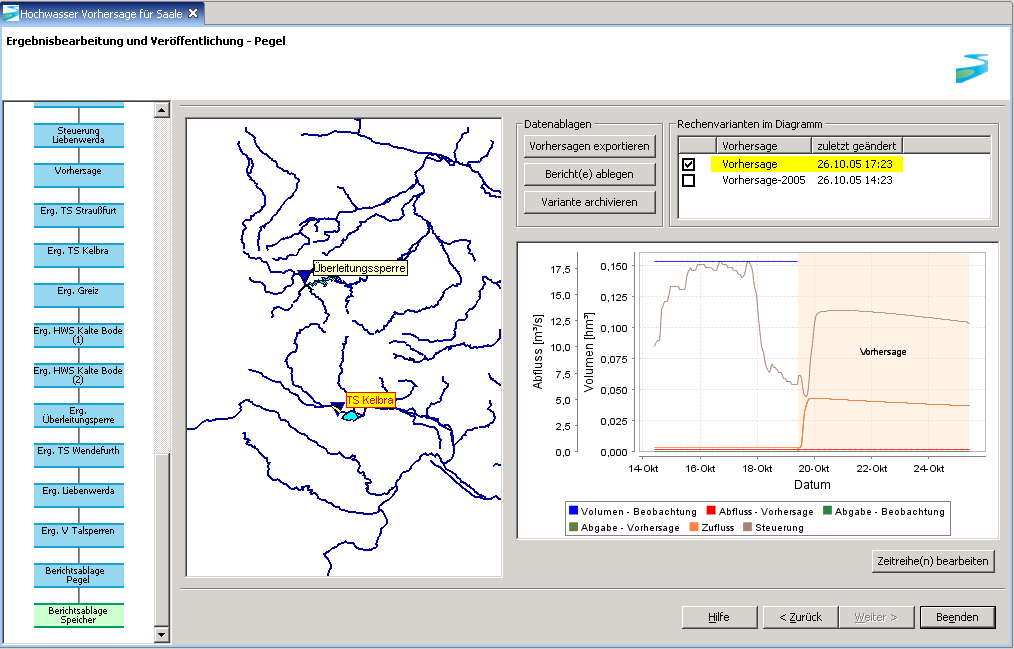 Hochwasser Vorhersage für Saale
Ergebnisbearbeitung und Veröffentlichung - Pegel
Steuerung
Liebenwerda
Vorhersage
Erg. TS Straußfurt
Erg. TS Kelbra
Erg. Greiz
Erg. HWS Kalte Bode
(1)
Erg. HWS Kalte Bode
(2)
Erg.
Überleitungsperre
Erg. TS Wendefurth
Erg. Liebenwerda
Erg. V Talsperren
Berichtsablage
Pegel
Berichtsablage
Speicher
Überleitungssperre
TS Kelbra
Datenablagen
Vorhersagen exportieren
Bericht(e) ablegen
Variante archivieren
Rechenvarianten im Diagramm
Vorhersage zuletzt geändert
Vorhersage 26.10.05 17:23
Vorhersage-2005 26.10.05 14:23
Abfluss [m³/s]
17,5
15,0
12,5
10,0
7,5
5,0
2,5
0,0
Volumen [hm³]
0,150
0,125
0,100
0,075
0,050
0,025
0,000
Vorhersage
14-Okt 16-Okt 18-Okt 20-Okt 22-Okt 24-Okt
Datum
Volumen - Beobachtung Abfluss - Vorhersage Abgabe - Beobachtung
Abgabe - Vorhersage Zufluss Steuerung
Zeitreihe(n) bearbeiten
Hilfe < Zurück Weiter > Beenden